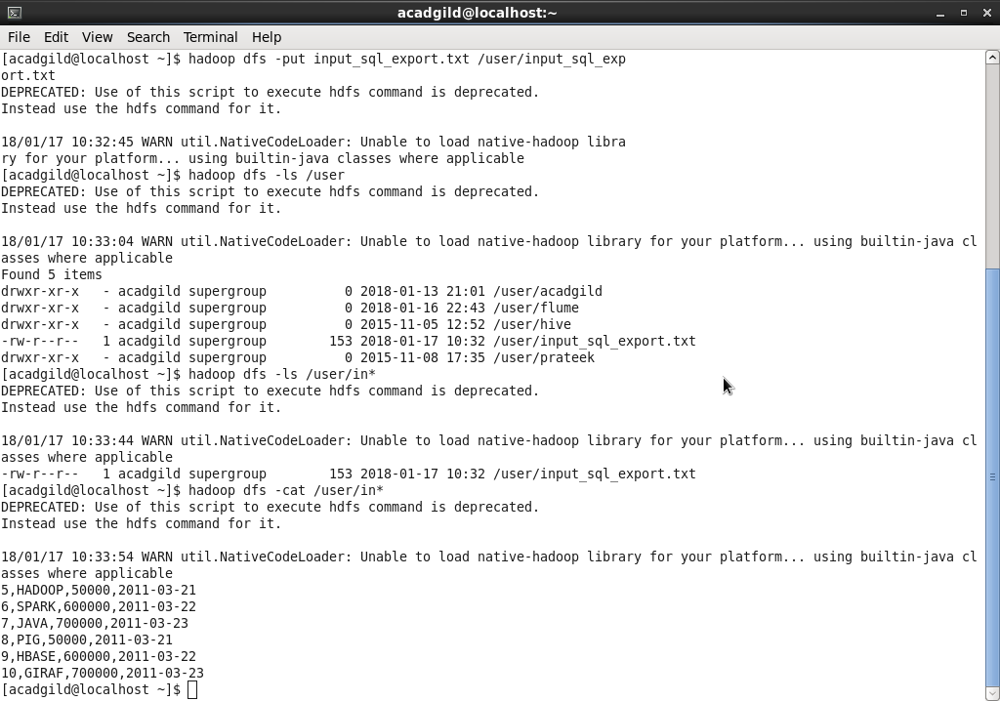 acadgild@localhost:~
File Edit View Search Terminal Help
[acadgild@localhost ~]$ hadoop dfs -put input_sql_export.txt /user/input_sql_exp
ort.txt
DEPRECATED: Use of this script to execute hdfs command is deprecated.
Instead use the hdfs command for it.
18/01/17 10:32:45 WARN util.NativeCodeLoader: Unable to load native-hadoop libra
ry for your platform... using builtin-java classes where applicable
[acadgild@localhost ~]$ hadoop dfs -ls /user
DEPRECATED: Use of this script to execute hdfs command is deprecated.
Instead use the hdfs command for it.
18/01/17 10:33:04 WARN util.NativeCodeLoader: Unable to load native-hadoop library for your platform... using builtin-java cl
asses where applicable
Found 5 items
drwxr-xr-x   - acadgild supergroup          0 2018-01-13 21:01 /user/acadgild
drwxr-xr-x   - acadgild supergroup          0 2018-01-16 22:43 /user/flume
drwxr-xr-x   - acadgild supergroup          0 2015-11-05 12:52 /user/hive
-rw-r--r--   1 acadgild supergroup        153 2018-01-17 10:32 /user/input_sql_export.txt
drwxr-xr-x   - acadgild supergroup          0 2015-11-08 17:35 /user/prateek
[acadgild@localhost ~]$ hadoop dfs -ls /user/in*
DEPRECATED: Use of this script to execute hdfs command is deprecated.
Instead use the hdfs command for it.
18/01/17 10:33:44 WARN util.NativeCodeLoader: Unable to load native-hadoop library for your platform... using builtin-java cl
asses where applicable
-rw-r--r--   1 acadgild supergroup        153 2018-01-17 10:32 /user/input_sql_export.txt
[acadgild@localhost ~]$ hadoop dfs -cat /user/in*
DEPRECATED: Use of this script to execute hdfs command is deprecated.
Instead use the hdfs command for it.
18/01/17 10:33:54 WARN util.NativeCodeLoader: Unable to load native-hadoop library for your platform... using builtin-java cl
asses where applicable
5,HADOOP,50000,2011-03-21
6,SPARK,600000,2011-03-22
7,JAVA,700000,2011-03-23
8,PIG,50000,2011-03-21
9,HBASE,600000,2011-03-22
10,GIRAF,700000,2011-03-23
[acadgild@localhost ~]$